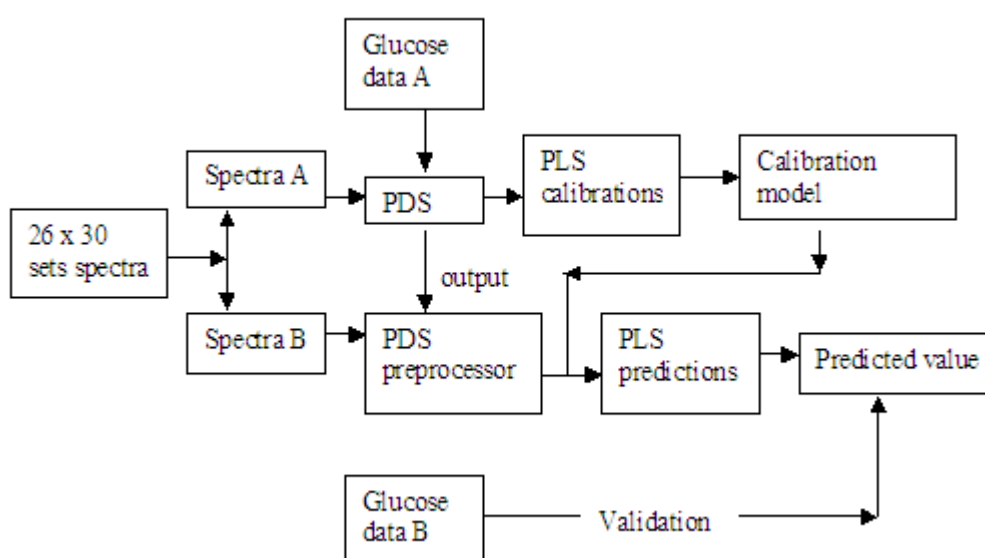 Glucose
data A
Spectra A
PDS
PLS
calibrations
Calibration
model
26 x 30
sets spectra
output
Spectra B
PDS
preprocessor
PLS
predictions
Predicted value
Glucose
data B
Validation